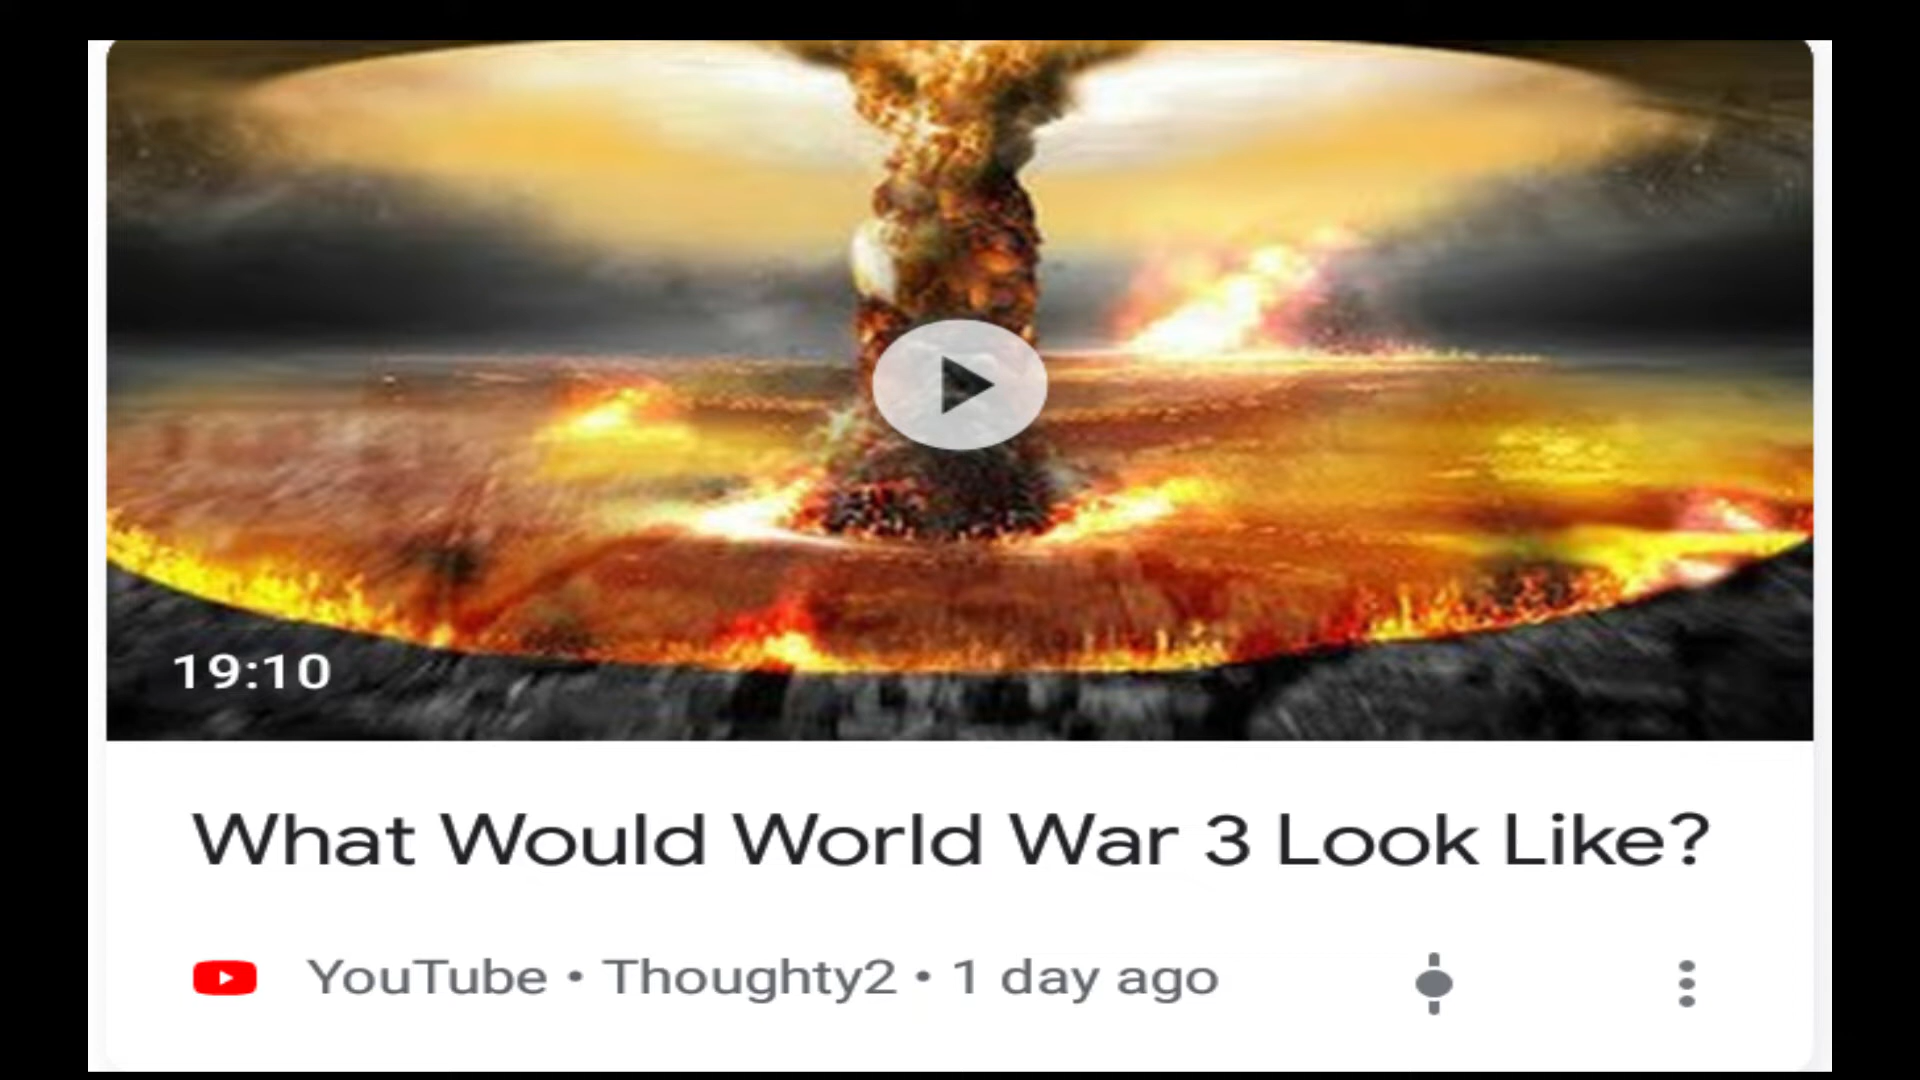 19:10
What Would World War 3 Look Like?
YouTube • Thoughty2 • 1 day ago